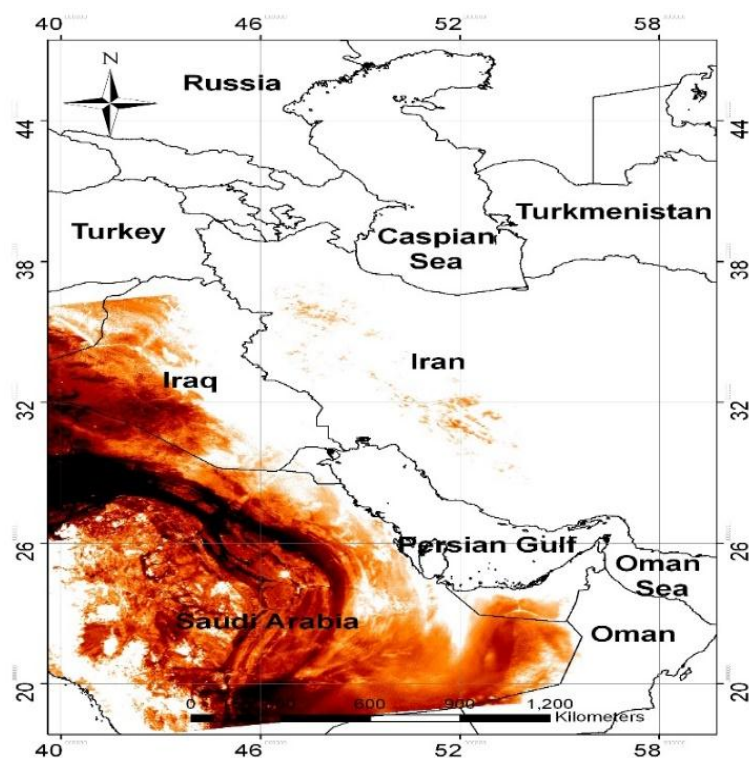 40 46 52 58
N
Russia
44 44
Turkmenistan
Turkey
Caspian
Sea
38 38
Iran
Iraq
32 32
26 26
Persian Gulf
Oman
Sea
Saudi Arabia
Oman
20 20
0 600 900 1,200
Kilometers
40 46 52 58